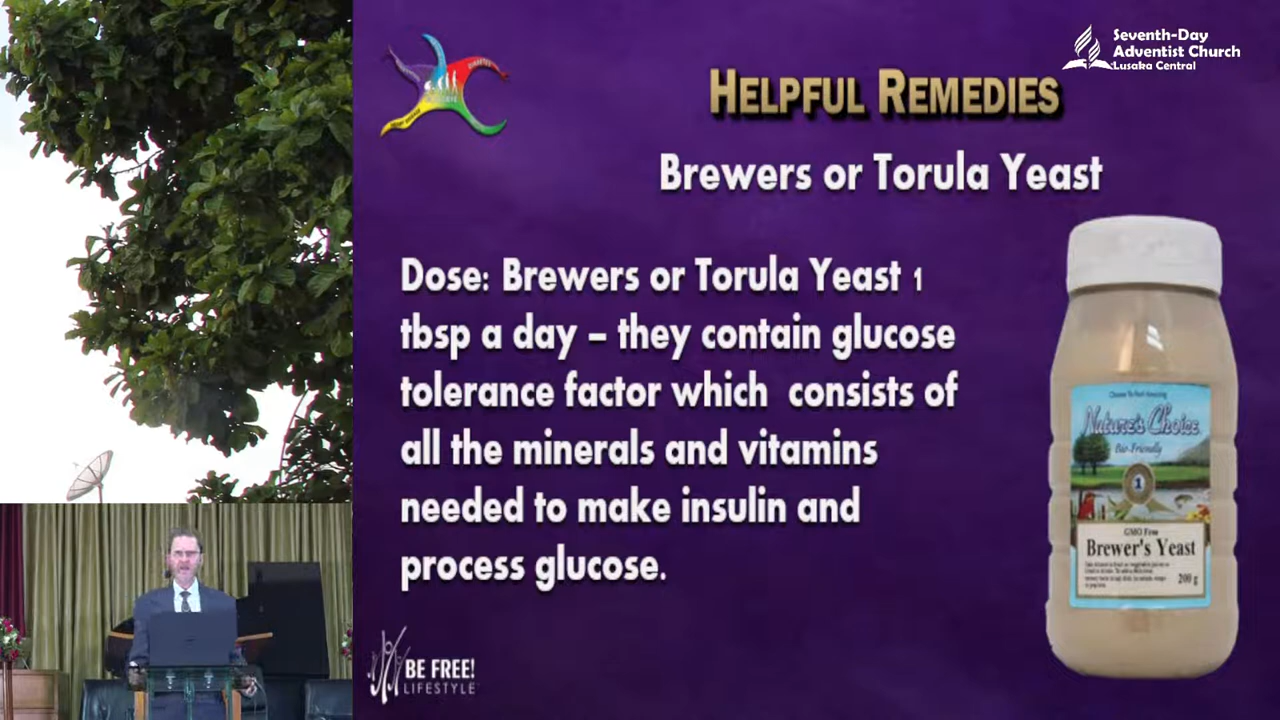 Seventh-Day
Adventist Church
Lusaka Central
HELPFUL REMEDIES
Brewers or Torula Yeast
Dose: Brewers or Torula Yeast 1
tbsp a day – they contain glucose
tolerance factor which consists of
all the minerals and vitamins
needed to make insulin and
process glucose.
Nature's Choice
Bio-Friendly
1
GMO Free
Brewer's Yeast
200 g
BE FREE!
LIFESTYLE